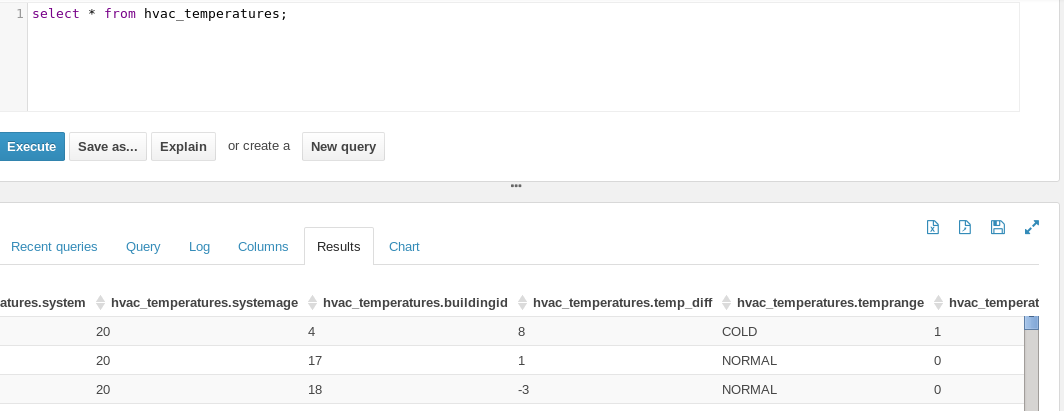 1 select * from hvac_temperatures;
Execute Save as... Explain or create a New query
Recent queries Query Log Columns Results Chart
atures.system hvac_temperatures.systemage hvac_temperatures.buildingid hvac_temperatures.temp_diff hvac_temperatures.temprange hvac_temperat
20 4 8 COLD 1
20 17 1 NORMAL 0
20 18 -3 NORMAL 0